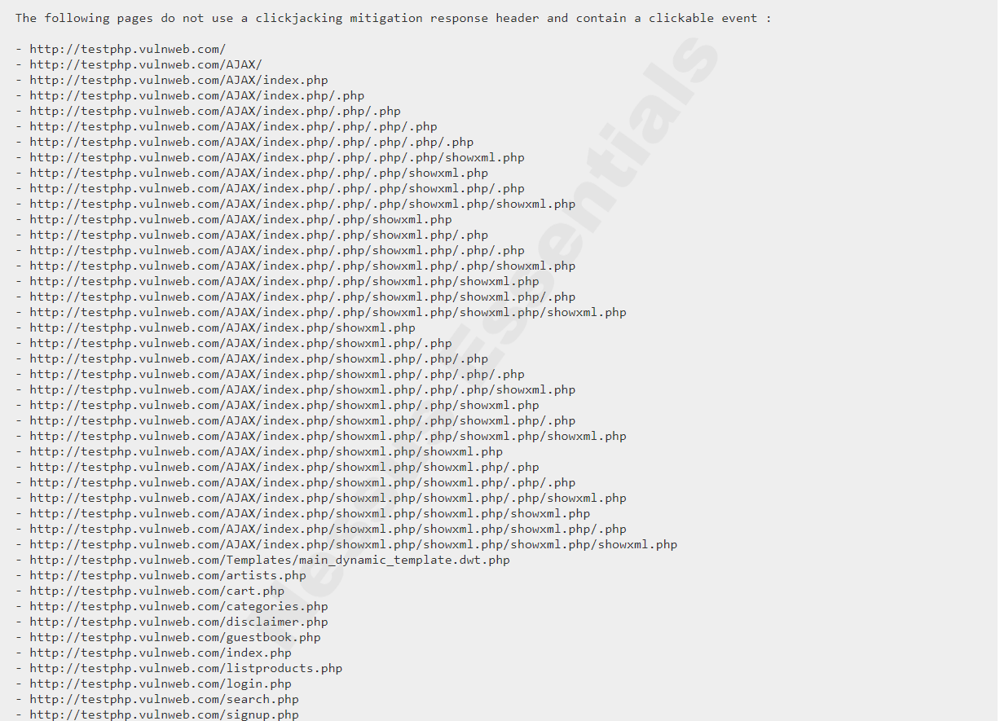 The following pages do not use a clickjacking mitigation response header and contain a clickable event :
- http://testphp.vulnweb.com/
- http://testphp.vulnweb.com/AJAX/
- http://testphp.vulnweb.com/AJAX/index.php
- http://testphp.vulnweb.com/AJAX/index.php/.php
- http://testphp.vulnweb.com/AJAX/index.php/.php/.php
- http://testphp.vulnweb.com/AJAX/index.php/.php/.php/.php
- http://testphp.vulnweb.com/AJAX/index.php/.php/.php/.php/.php
- http://testphp.vulnweb.com/AJAX/index.php/.php/.php/.php/showxml.php
- http://testphp.vulnweb.com/AJAX/index.php/.php/.php/showxml.php
- http://testphp.vulnweb.com/AJAX/index.php/.php/.php/showxml.php/.php
- http://testphp.vulnweb.com/AJAX/index.php/.php/.php/showxml.php/showxml.php
- http://testphp.vulnweb.com/AJAX/index.php/.php/showxml.php
- http://testphp.vulnweb.com/AJAX/index.php/.php/showxml.php/.php
- http://testphp.vulnweb.com/AJAX/index.php/.php/showxml.php/.php/.php
- http://testphp.vulnweb.com/AJAX/index.php/.php/showxml.php/.php/showxml.php
- http://testphp.vulnweb.com/AJAX/index.php/.php/showxml.php/showxml.php
- http://testphp.vulnweb.com/AJAX/index.php/.php/showxml.php/showxml.php/.php
- http://testphp.vulnweb.com/AJAX/index.php/.php/showxml.php/showxml.php/showxml.php
- http://testphp.vulnweb.com/AJAX/index.php/showxml.php
- http://testphp.vulnweb.com/AJAX/index.php/showxml.php/.php
- http://testphp.vulnweb.com/AJAX/index.php/showxml.php/.php/.php
- http://testphp.vulnweb.com/AJAX/index.php/showxml.php/.php/.php/.php
- http://testphp.vulnweb.com/AJAX/index.php/showxml.php/.php/.php/showxml.php
- http://testphp.vulnweb.com/AJAX/index.php/showxml.php/.php/showxml.php
- http://testphp.vulnweb.com/AJAX/index.php/showxml.php/.php/showxml.php/.php
- http://testphp.vulnweb.com/AJAX/index.php/showxml.php/.php/showxml.php/showxml.php
- http://testphp.vulnweb.com/AJAX/index.php/showxml.php/showxml.php
- http://testphp.vulnweb.com/AJAX/index.php/showxml.php/showxml.php/.php
- http://testphp.vulnweb.com/AJAX/index.php/showxml.php/showxml.php/.php/.php
- http://testphp.vulnweb.com/AJAX/index.php/showxml.php/showxml.php/.php/showxml.php
- http://testphp.vulnweb.com/AJAX/index.php/showxml.php/showxml.php/showxml.php
- http://testphp.vulnweb.com/AJAX/index.php/showxml.php/showxml.php/showxml.php/.php
- http://testphp.vulnweb.com/AJAX/index.php/showxml.php/showxml.php/showxml.php/showxml.php
- http://testphp.vulnweb.com/Templates/main_dynamic_template.dwt.php
- http://testphp.vulnweb.com/artists.php
- http://testphp.vulnweb.com/cart.php
- http://testphp.vulnweb.com/categories.php
- http://testphp.vulnweb.com/disclaimer.php
- http://testphp.vulnweb.com/guestbook.php
- http://testphp.vulnweb.com/index.php
- http://testphp.vulnweb.com/listproducts.php
- http://testphp.vulnweb.com/login.php
- http://testphp.vulnweb.com/search.php
- http://testphp.vulnweb.com/signup.php
Nessus Essentials